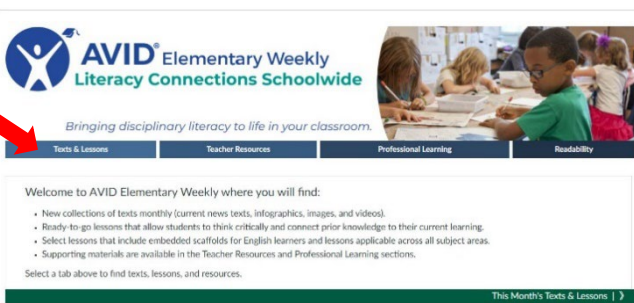 AVID® Elementary Weekly
Literacy Connections Schoolwide
Bringing disciplinary literacy to life in your classroom.
Texts & Lessons Teacher Resources Professional Learning Readability
Welcome to AVID Elementary Weekly where you will find:
• New collections of texts monthly (current news texts, infographics, images, and videos).
• Ready-to-go lessons that allow students to think critically and connect prior knowledge to their current learning.
• Select lessons that include embedded scaffolds for English learners and lessons applicable across all subject areas.
• Supporting materials are available in the Teacher Resources and Professional Learning sections.
Select a tab above to find texts, lessons, and resources.
This Month's Texts & Lessons | ❯